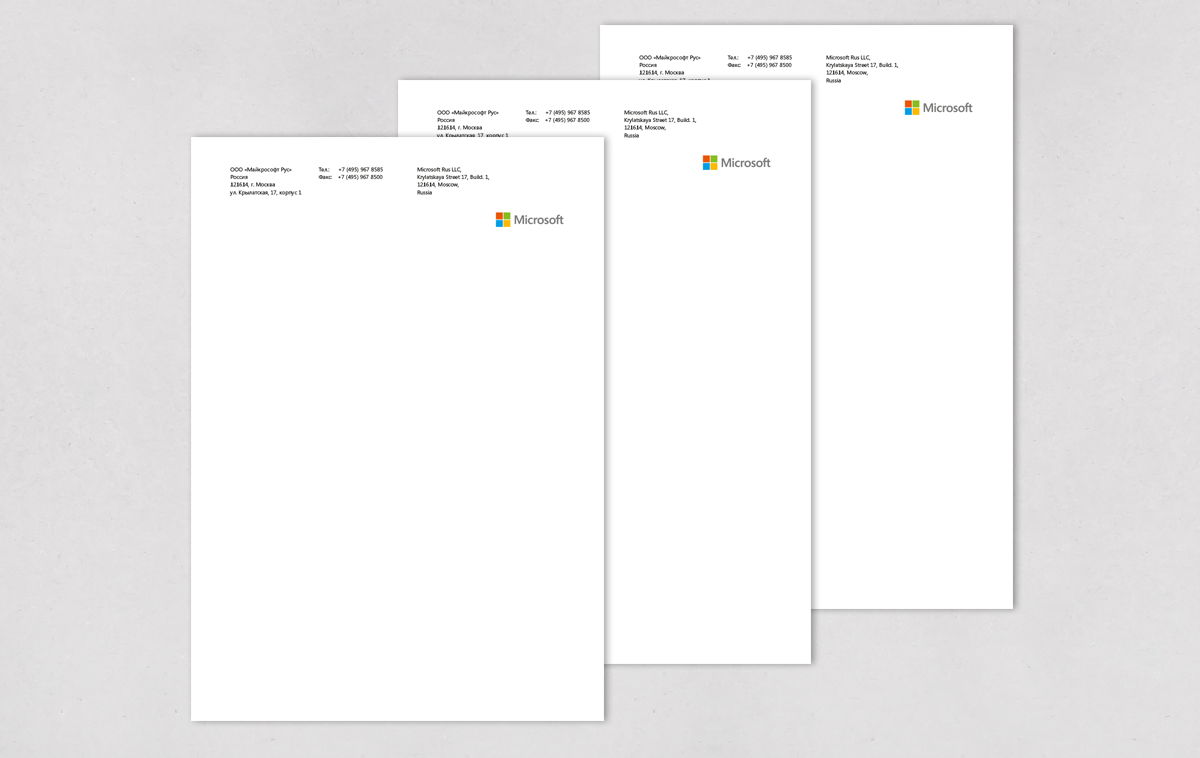 ООО «Майкрософт Рус»
Россия
121614, г. Москва
ул. Крылатская, 17, корпус 1
Тел.: +7 (495) 967 8585
Факс: +7 (495) 967 8500
Microsoft Rus LLC,
Krylatskaya Street 17, Build. 1,
121614, Moscow,
Russia
Microsoft
ООО «Майкрософт Рус»
Россия
121614, г. Москва
ул. Крылатская, 17, корпус 1
Тел.: +7 (495) 967 8585
Факс: +7 (495) 967 8500
Microsoft Rus LLC,
Krylatskaya Street 17, Build. 1,
121614, Moscow,
Russia
Microsoft
ООО «Майкрософт Рус»
Россия
121614, г. Москва
Тел.: +7 (495) 967 8585
Факс: +7 (495) 967 8500
Microsoft Rus LLC,
Krylatskaya Street 17, Build. 1,
121614, Moscow,
Russia
Microsoft